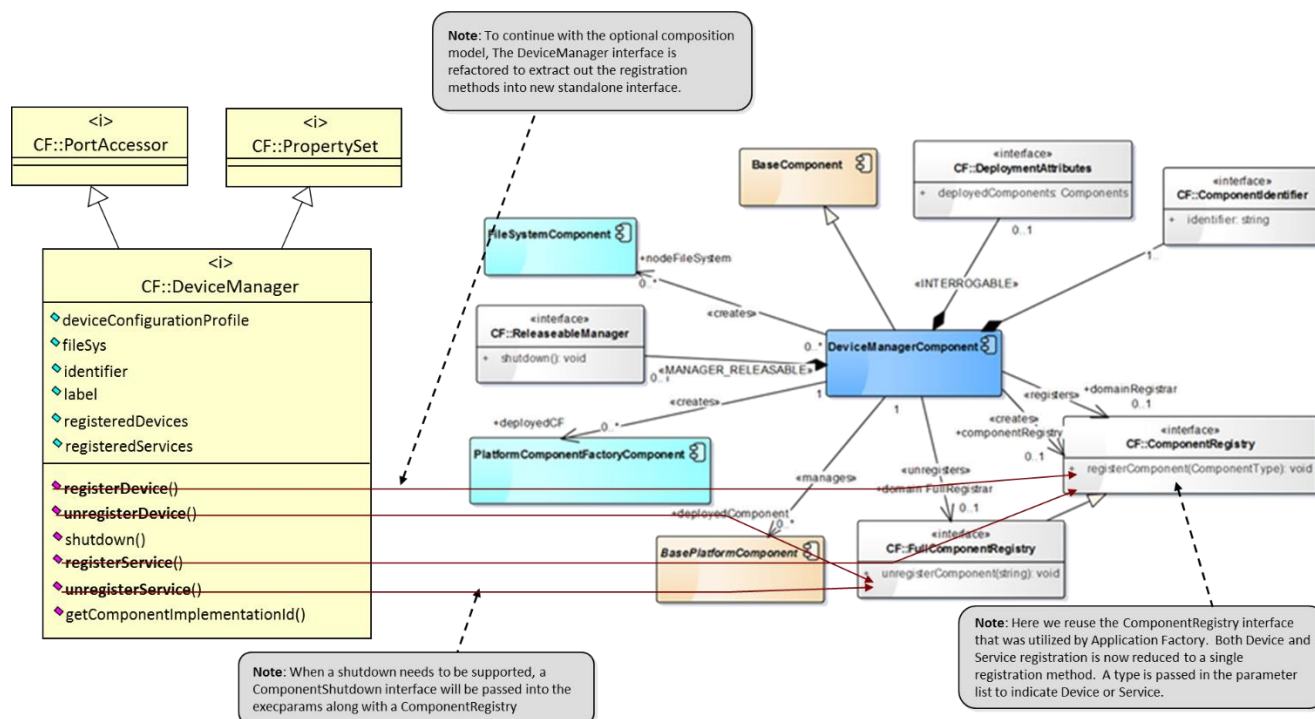 Note: To continue with the optional composition
model, The DeviceManager interface is
refactored to extract out the registration
methods into new standalone interface.
<i>
CF::PortAccessor
<i>
CF::PropertySet
<i>
CF::DeviceManager
deviceConfigurationProfile
fileSys
identifier
label
registeredDevices
registeredServices
registerDevice()
unregisterDevice()
shutdown()
registerService()
unregisterService()
getComponentImplementationId()
BaseComponent
«interface»
CF::DeploymentAttributes
+ deployedComponents: Components
0..1
«interface»
CF::ComponentIdentifier
+ identifier: string
1..
FileSystemComponent
+nodeFileSystem
0..*
«creates»
0..*
«INTERROGABLE»
«interface»
CF::ReleaseableManager
+ shutdown(): void
«MANAGER_RELEASABLE»
DeviceManagerComponent
1
1
«creates»
+deployedCF
0..*
PlatformComponentFactoryComponent
«registers»
+domainRegistrar
0..1
«creates»
+componentRegistry
0..1
«interface»
CF::ComponentRegistry
+ registerComponent(ComponentType): void
«manages»
+deployedComponent
0..*
BasePlatformComponent
«unregisters»
+domain FullRegistrar
0..1
«interface»
CF::FullComponentRegistry
+ unregisterComponent(string): void
Note: When a shutdown needs to be supported, a
ComponentShutdown interface will be passed into the
execparams along with a ComponentRegistry
Note: Here we reuse the ComponentRegistry interface
that was utilized by Application Factory. Both Device and
Service registration is now reduced to a single
registration method. A type is passed in the parameter
list to indicate Device or Service.